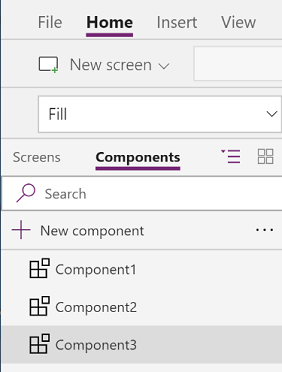 File Home Insert View
New screen
Fill
Screens Components
Search
New component ...
Component1
Component2
Component3